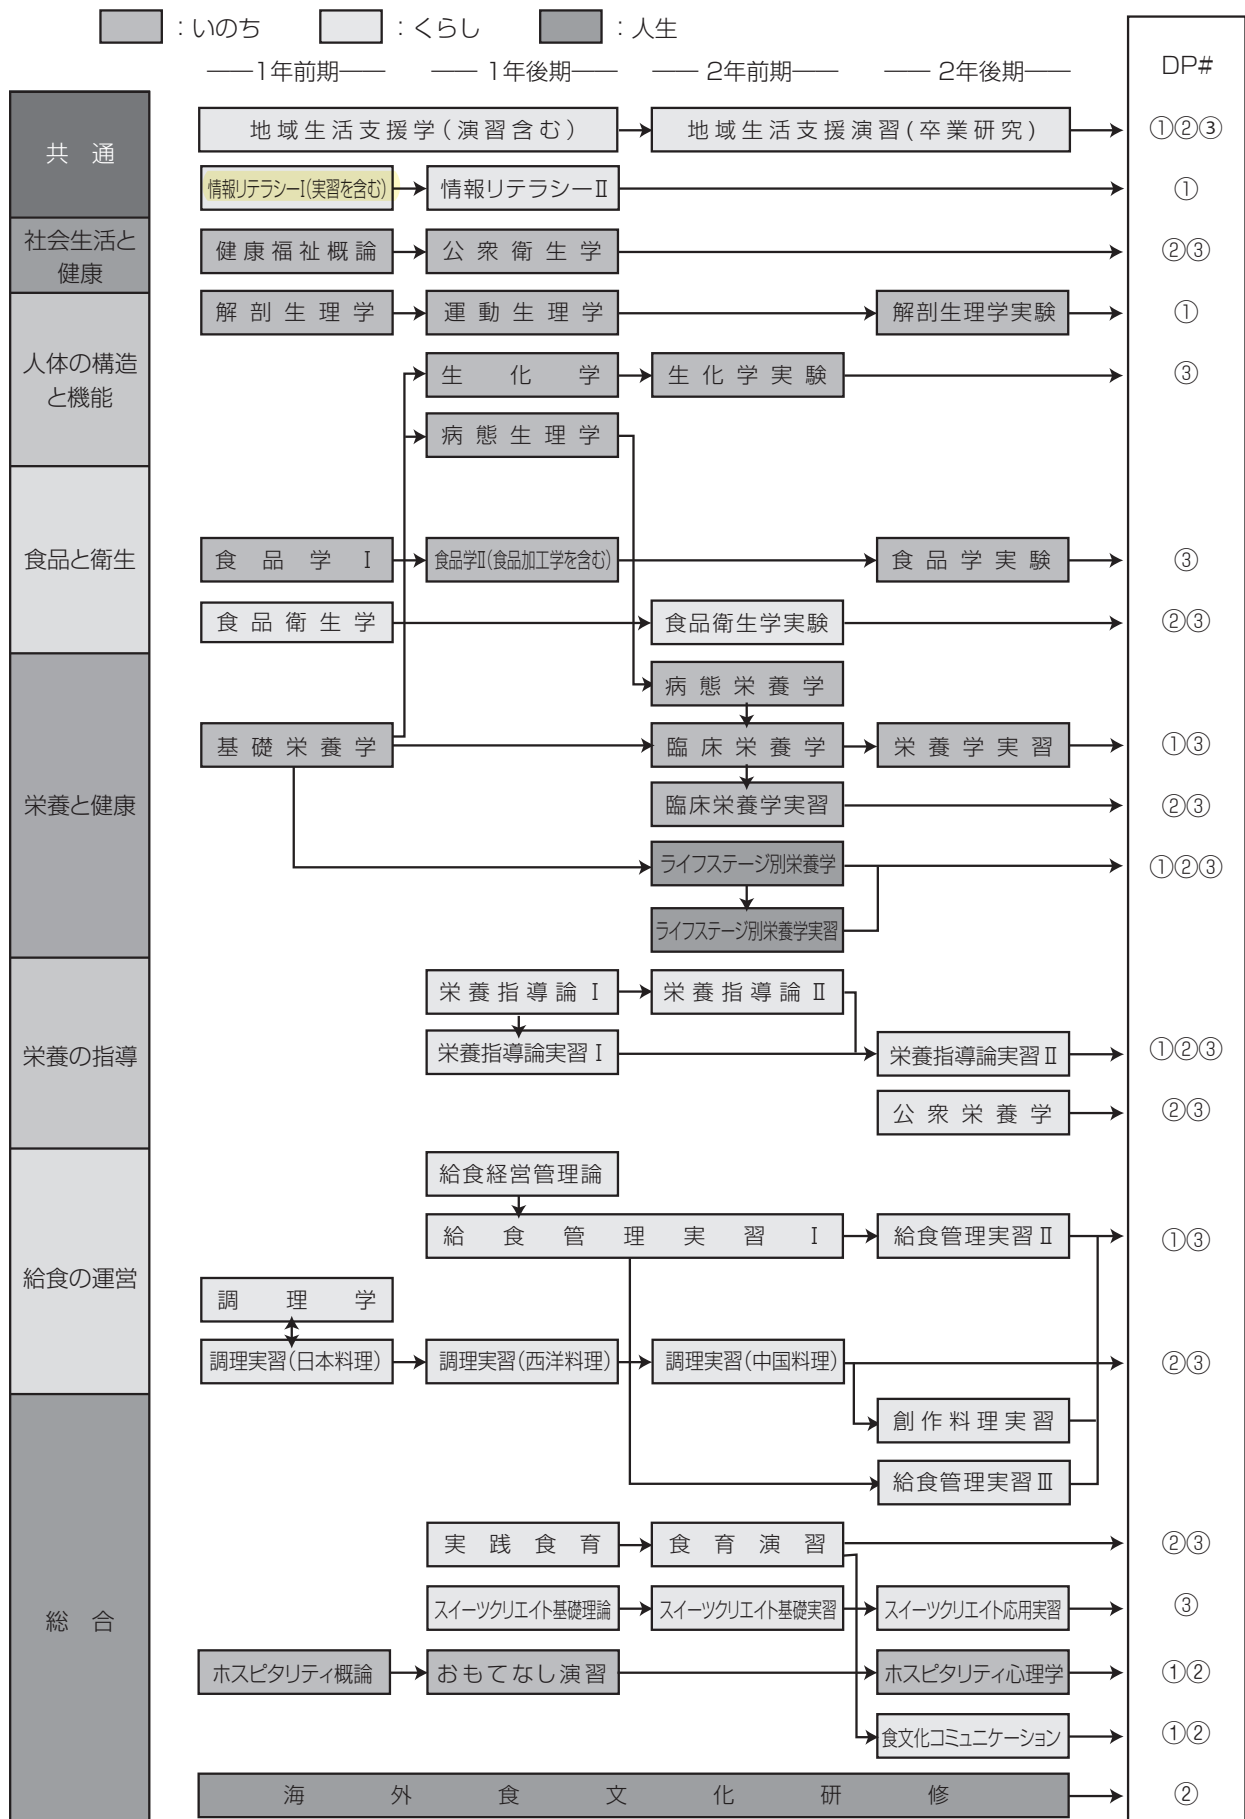 ：いのち ：くらし ：人生
1年前期 1年後期 2年前期 2年後期 DP#
共通
地域生活支援学(演習含む) 地域生活支援演習(卒業研究) ①②③
情報リテラシーⅠ(実習を含む) 情報リテラシーⅡ ①
社会生活と
健康
健康福祉概論 公衆衛生学 ②③
人体の構造
と機能
解剖生理学 運動生理学 解剖生理学実験 ①
生化学 生化学実験 ③
病態生理学
食品と衛生
食品学Ⅰ 食品学Ⅱ(食品加工学を含む) 食品学実験 ③
食品衛生学 食品衛生学実験 ②③
栄養と健康
病態栄養学
基礎栄養学 臨床栄養学 栄養学実習 ①③
臨床栄養学実習 ②③
ライフステージ別栄養学 ①②③
ライフステージ別栄養学実習
栄養の指導
栄養指導論Ⅰ 栄養指導論Ⅱ
栄養指導論実習Ⅰ 栄養指導論実習Ⅱ ①②③
公衆栄養学 ②③
給食の運営
給食経営管理論
給食管理実習Ⅰ 給食管理実習Ⅱ ①③
調理学
調理実習(日本料理) 調理実習(西洋料理) 調理実習(中国料理) ②③
総合
創作料理実習
給食管理実習Ⅲ
実践食育 食育演習 ②③
スイーツクリエイト基礎理論 スイーツクリエイト基礎実習 スイーツクリエイト応用実習 ③
ホスピタリティ概論 おもてなし演習 ホスピタリティ心理学 ①②
食文化コミュニケーション ①②
海外食文化研修 ②